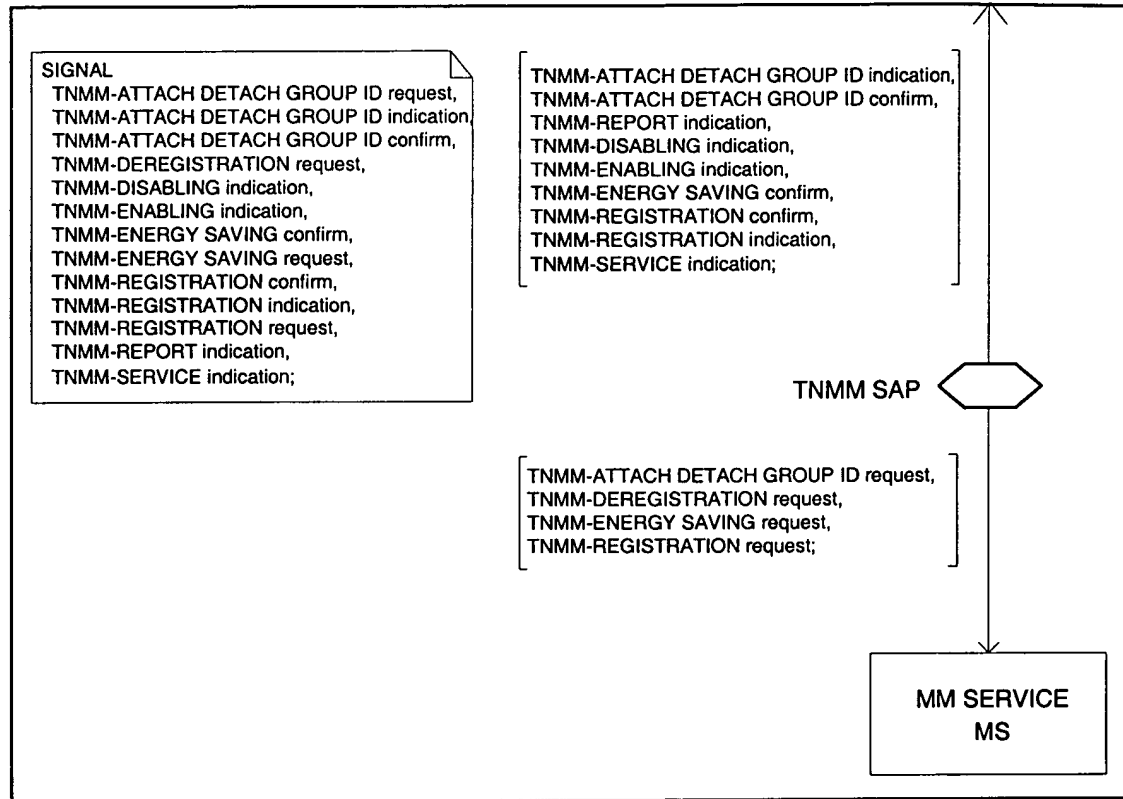 SIGNAL
TNMM-ATTACH DETACH GROUP ID request,
TNMM-ATTACH DETACH GROUP ID indication,
TNMM-ATTACH DETACH GROUP ID confirm,
TNMM-DEREGISTRATION request,
TNMM-DISABLING indication,
TNMM-ENABLING indication,
TNMM-ENERGY SAVING confirm,
TNMM-ENERGY SAVING request,
TNMM-REGISTRATION confirm,
TNMM-REGISTRATION indication,
TNMM-REGISTRATION request,
TNMM-REPORT indication,
TNMM-SERVICE indication;
TNMM-ATTACH DETACH GROUP ID indication,
TNMM-ATTACH DETACH GROUP ID confirm,
TNMM-REPORT indication,
TNMM-DISABLING indication,
TNMM-ENABLING indication,
TNMM-ENERGY SAVING confirm,
TNMM-REGISTRATION confirm,
TNMM-REGISTRATION indication,
TNMM-SERVICE indication;
TNMM SAP
TNMM-ATTACH DETACH GROUP ID request,
TNMM-DEREGISTRATION request,
TNMM-ENERGY SAVING request,
TNMM-REGISTRATION request;
MM SERVICE
MS